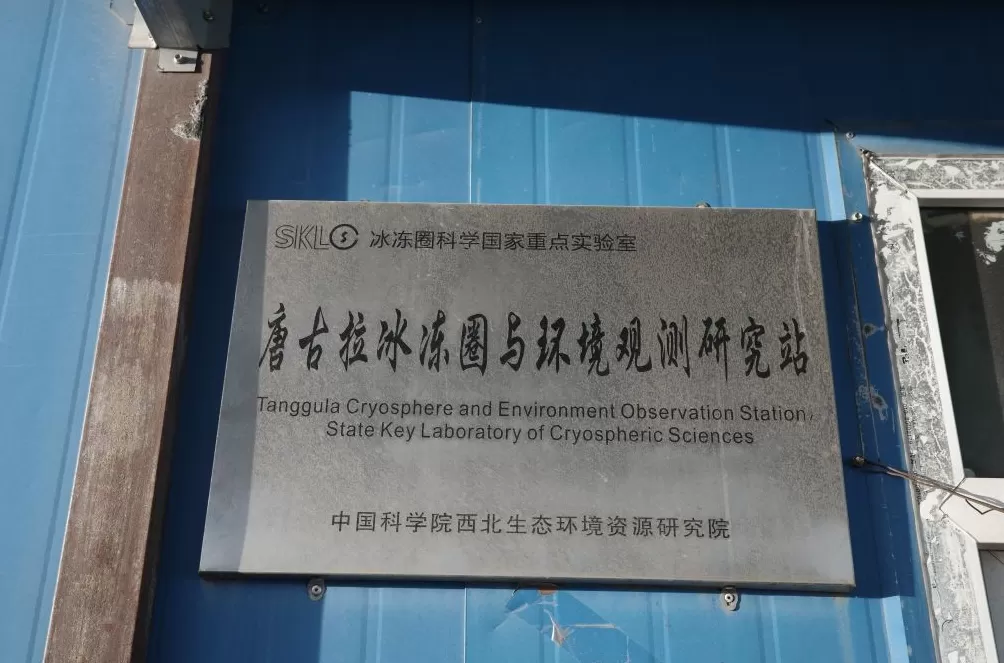 SKLCS 冰冻圈科学国家重点实验室
唐古拉冰冻圈与环境观测研究站
Tanggula Cryosphere and Environment Observation Station,
State Key Laboratory of Cryospheric Sciences
中国科学院西北生态环境资源研究院